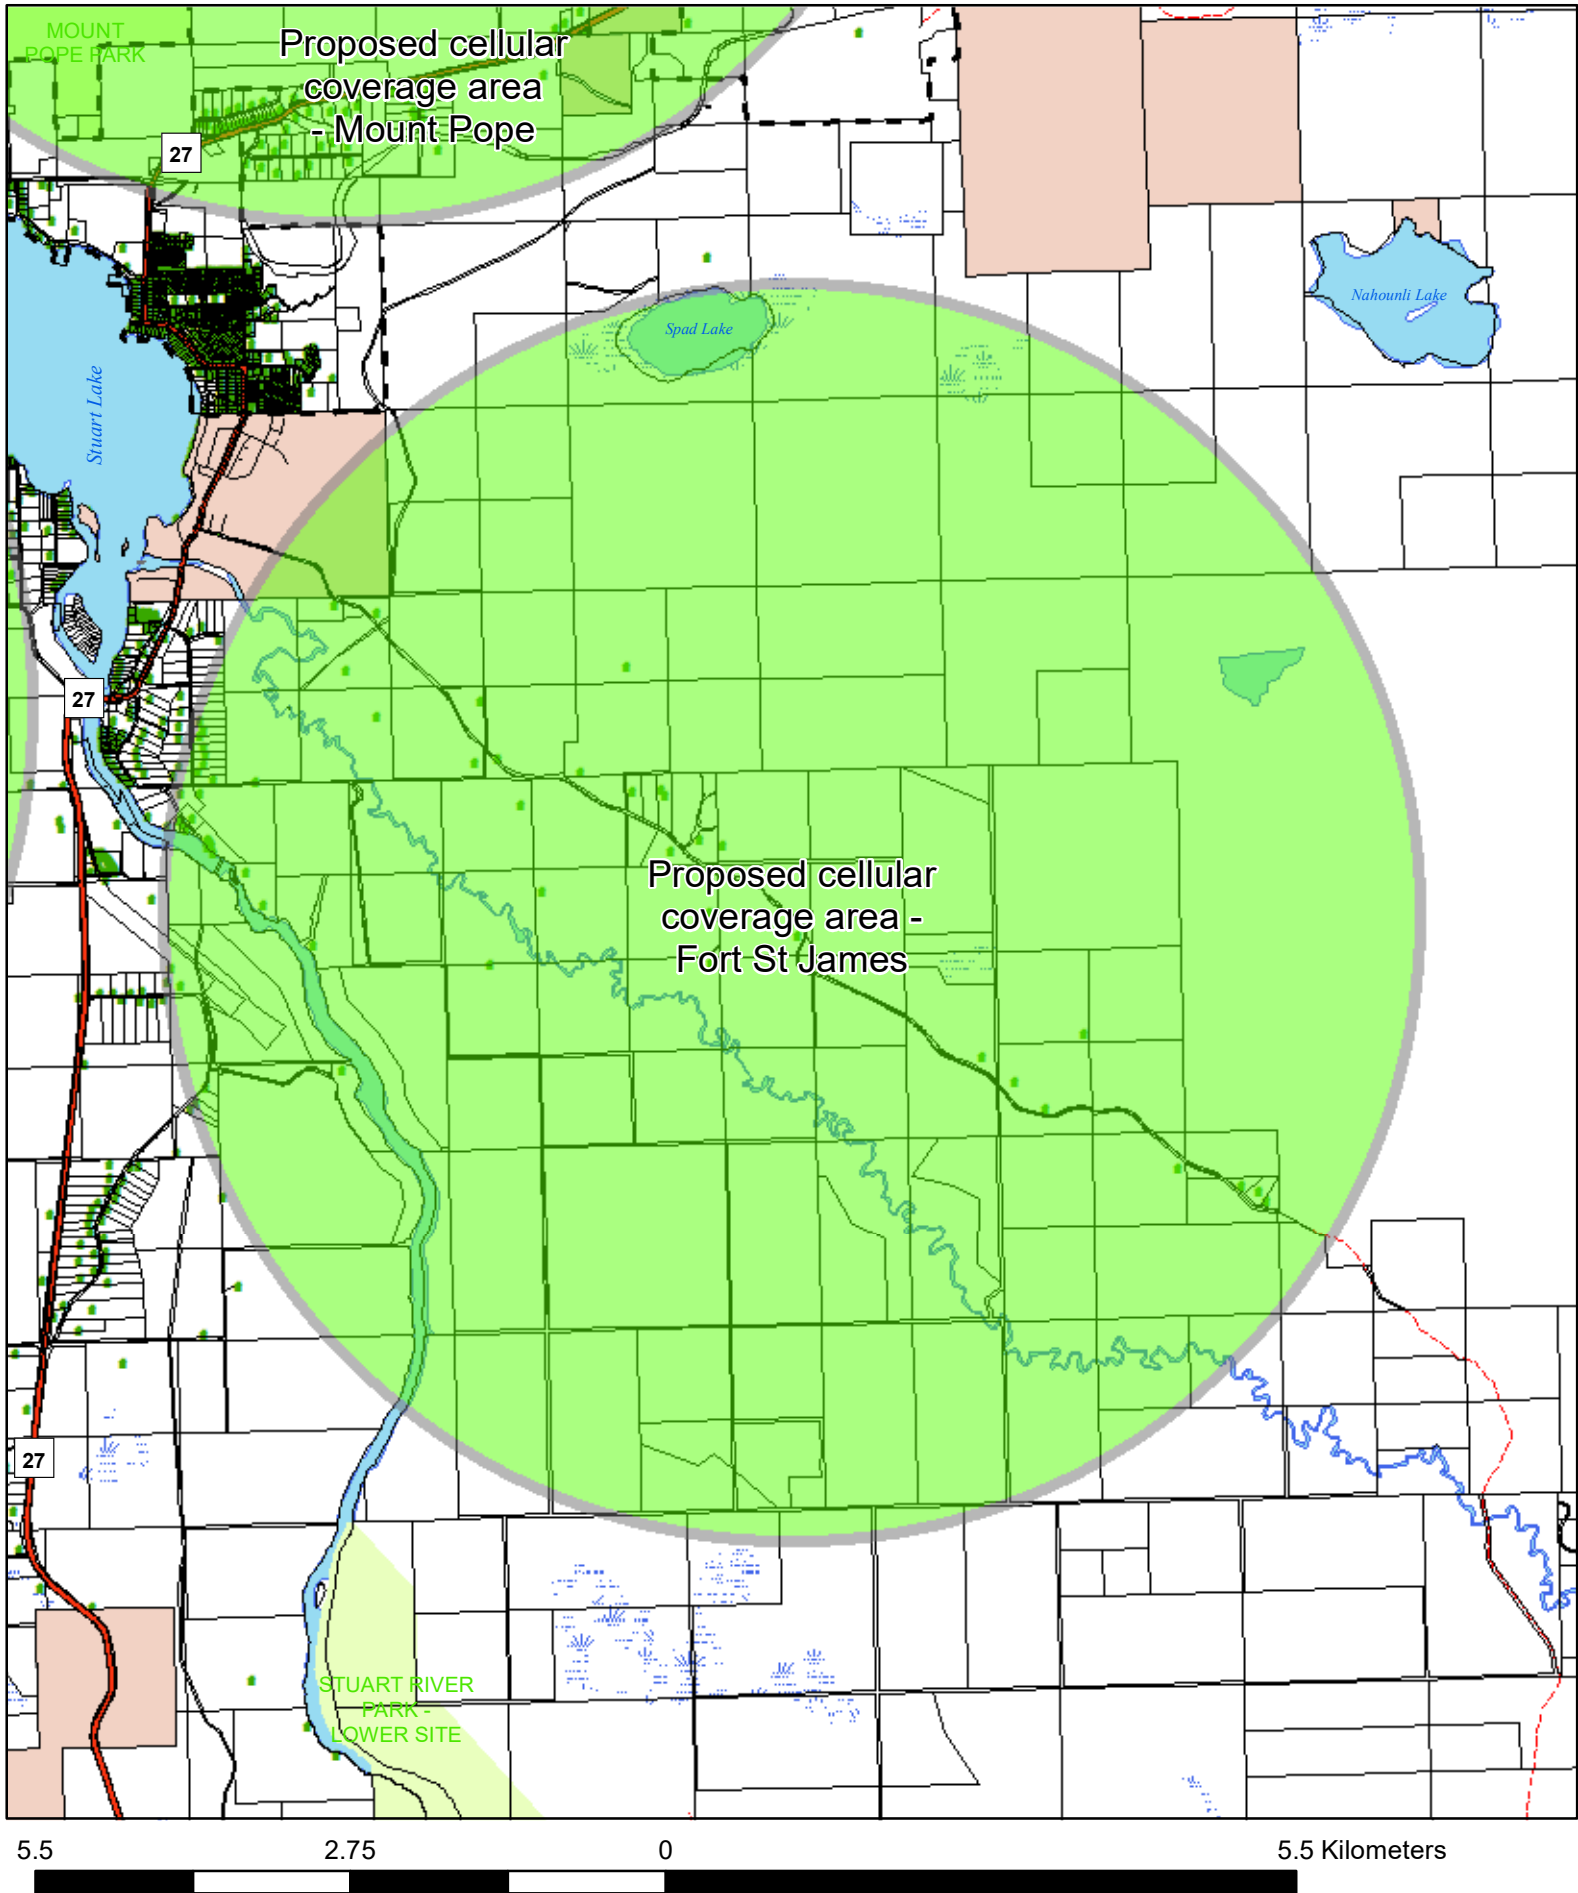 MOUNT
POPE PARK
Proposed cellular
coverage area
- Mount Pope
27
Nahounli Lake
Spad Lake
Stuart Lake
27
Proposed cellular
coverage area -
Fort St James
27
STUART RIVER
PARK -
LOWER SITE
5.5 2.75 0 5.5 Kilometers